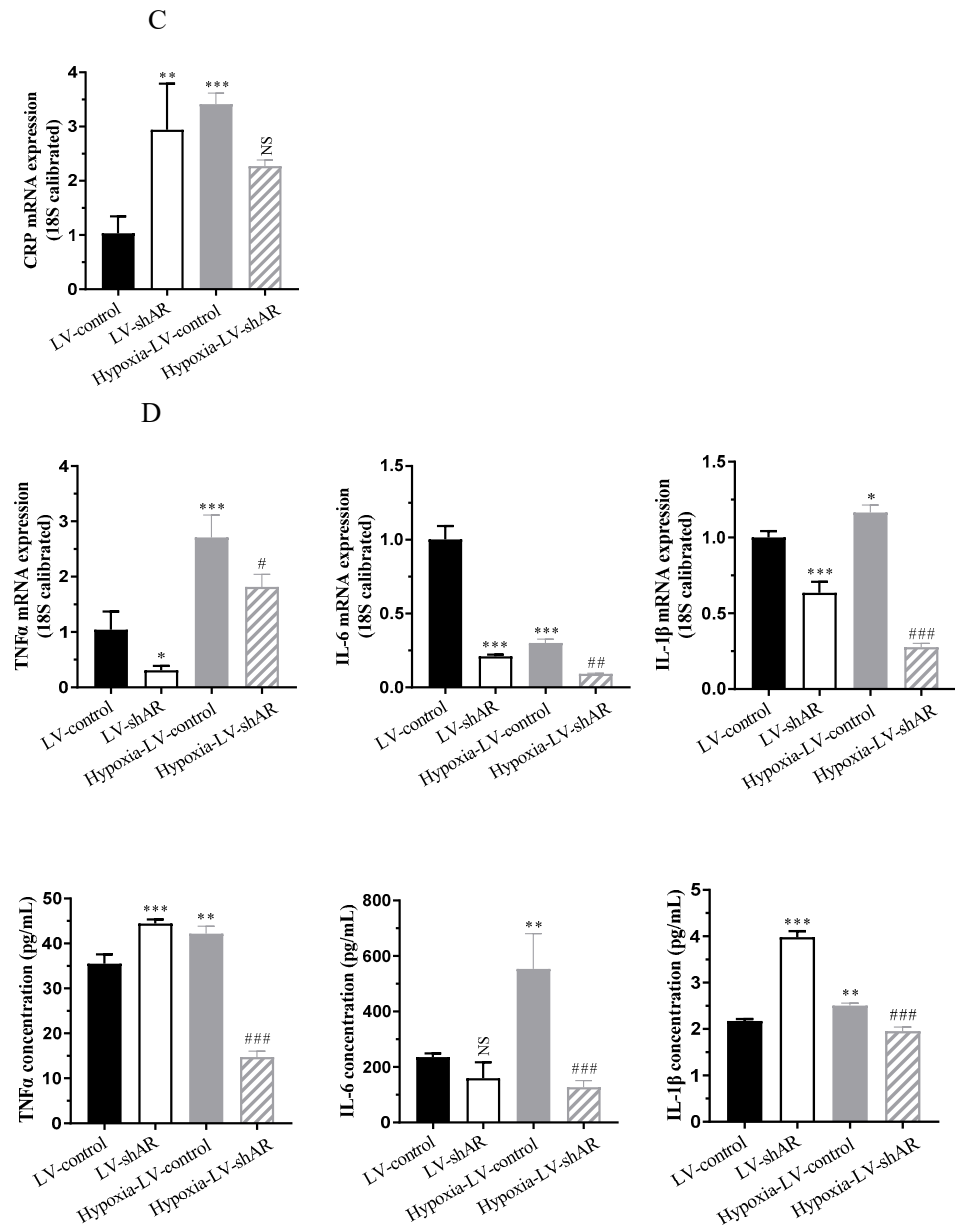 C
CRP mRNA expression
(18S calibrated)
4
3
2
1
0
**
***
NS
LV-control
LV-shAR
Hypoxia-LV-control
Hypoxia-LV-shAR
D
TNFα mRNA expression
(18S calibrated)
4
3
2
1
0
*
***
#
LV-control
LV-shAR
Hypoxia-LV-control
Hypoxia-LV-shAR
IL-6 mRNA expression
(18S calibrated)
1.5
1.0
0.5
0.0
***
***
##
LV-control
LV-shAR
Hypoxia-LV-control
Hypoxia-LV-shAR
IL-1β mRNA expression
(18S calibrated)
1.5
1.0
0.5
0.0
***
*
###
LV-control
LV-shAR
Hypoxia-LV-control
Hypoxia-LV-shAR
TNFα concentration (pg/mL)
50
40
30
20
10
0
***
**
###
LV-control
LV-shAR
Hypoxia-LV-control
Hypoxia-LV-shAR
IL-6 concentration (pg/mL)
800
600
400
200
0
NS
**
###
LV-control
LV-shAR
Hypoxia-LV-control
Hypoxia-LV-shAR
IL-1β concentration (pg/mL)
5
4
3
2
1
0
***
**
###
LV-control
LV-shAR
Hypoxia-LV-control
Hypoxia-LV-shAR